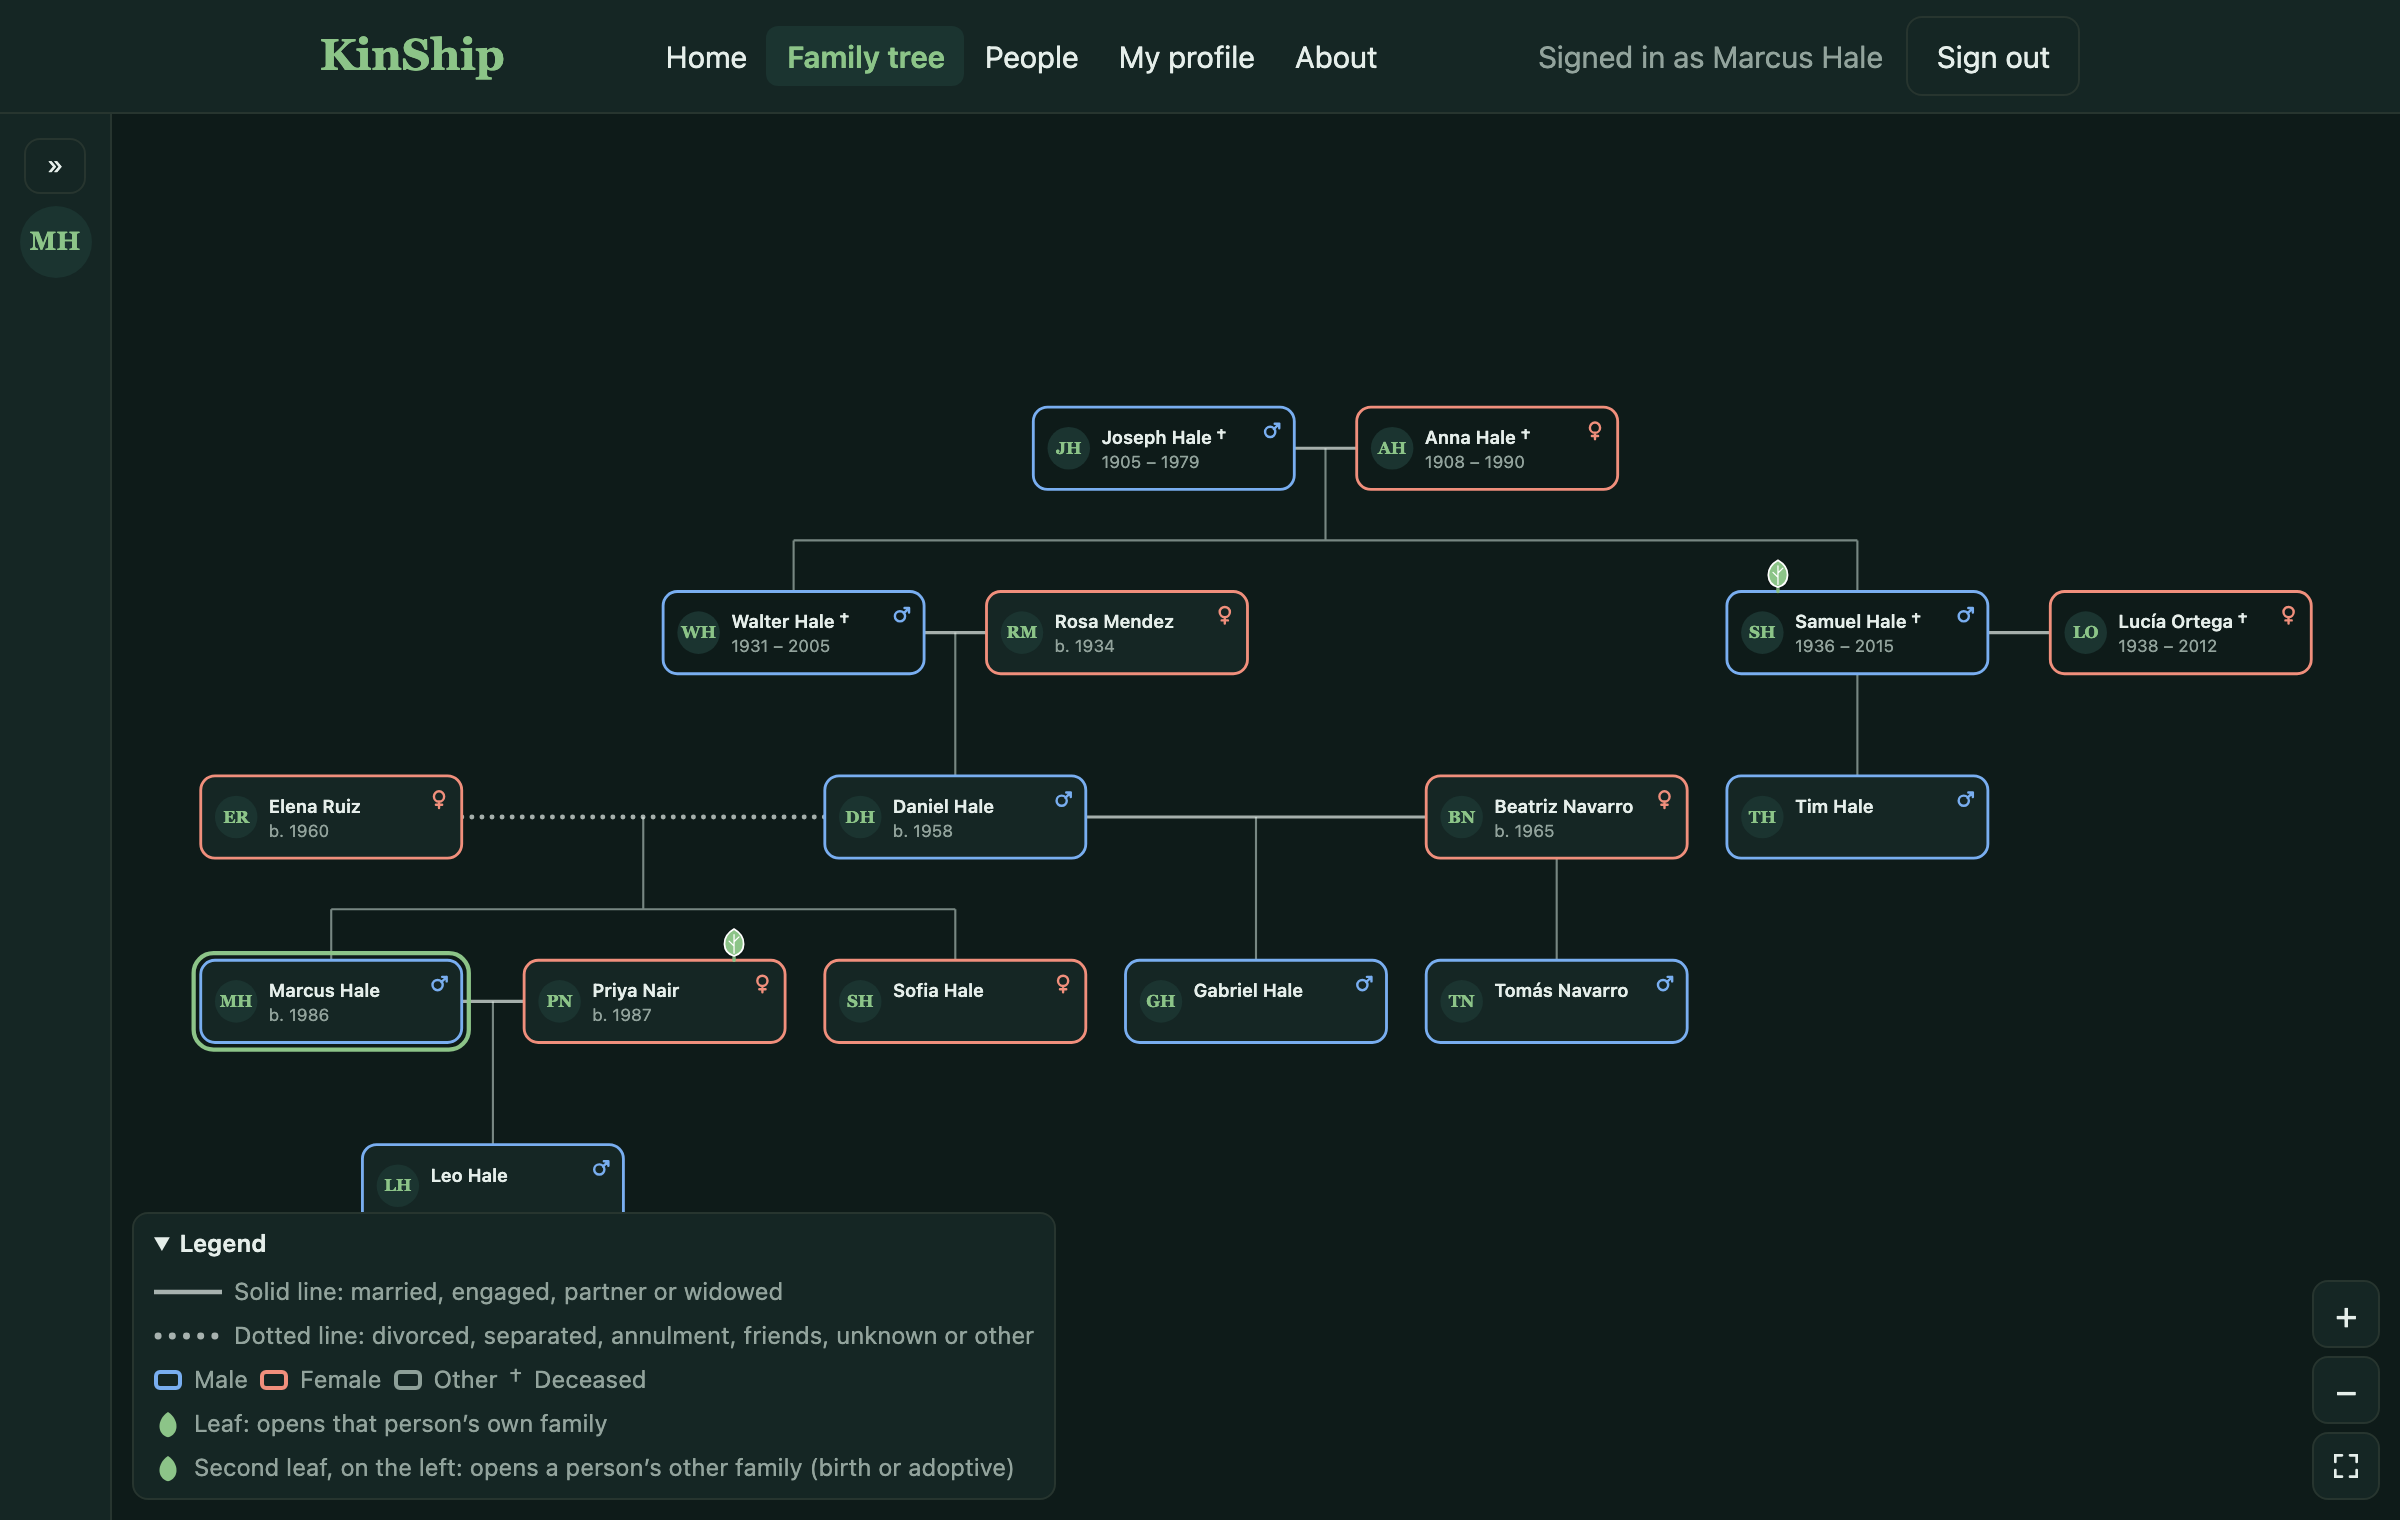 KinShip
Home
Family tree
People
My profile
About
Signed in as Marcus Hale
Sign out
»
MH
JH
Joseph Hale †
♂
1905 – 1979
AH
Anna Hale †
♀
1908 – 1990
WH
Walter Hale †
♂
1931 – 2005
RM
Rosa Mendez
♀
b. 1934
SH
Samuel Hale †
♂
1936 – 2015
LO
Lucía Ortega †
♀
1938 – 2012
ER
Elena Ruiz
♀
b. 1960
DH
Daniel Hale
♂
b. 1958
BN
Beatriz Navarro
♀
b. 1965
TH
Tim Hale
♂
MH
Marcus Hale
♂
b. 1986
PN
Priya Nair
♀
b. 1987
SH
Sofia Hale
♀
GH
Gabriel Hale
♂
TN
Tomás Navarro
♂
LH
Leo Hale
♂
▼ Legend
Solid line: married, engaged, partner or widowed
Dotted line: divorced, separated, annulment, friends, unknown or other
Male Female Other † Deceased
Leaf: opens that person’s own family
Second leaf, on the left: opens a person’s other family (birth or adoptive)
+
−